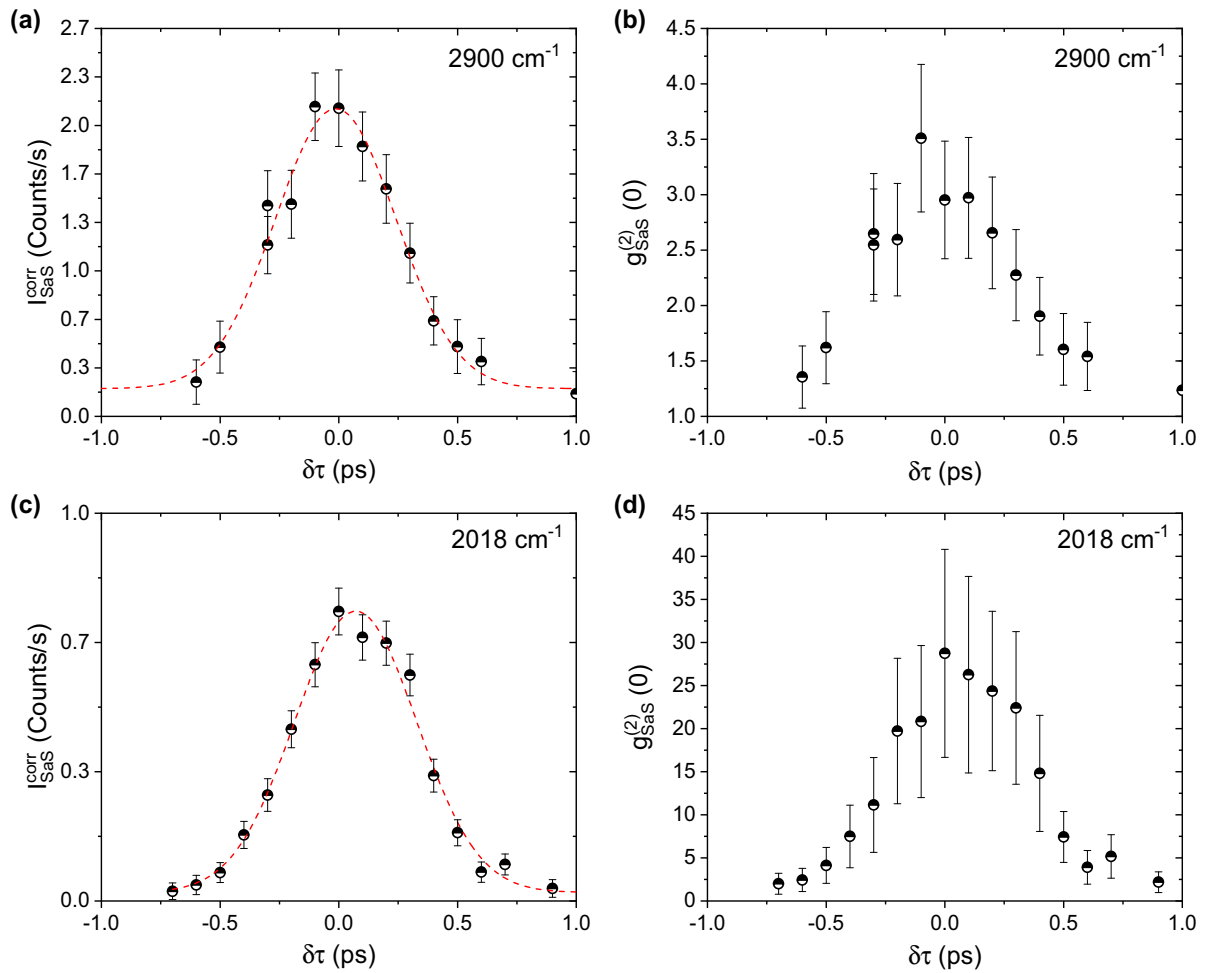 (a)
2900 cm⁻¹
2.7
2.3
2.0
1.7
1.3
1.0
0.7
0.3
0.0
I_SaS^corr (Counts/s)
-1.0 -0.5 0.0 0.5 1.0
δτ (ps)
(b)
2900 cm⁻¹
4.5
4.0
3.5
3.0
2.5
2.0
1.5
1.0
g_SaS^(2) (0)
-1.0 -0.5 0.0 0.5 1.0
δτ (ps)
(c)
2018 cm⁻¹
1.0
0.7
0.3
0.0
I_SaS^corr (Counts/s)
-1.0 -0.5 0.0 0.5 1.0
δτ (ps)
(d)
2018 cm⁻¹
45
40
35
30
25
20
15
10
5
0
g_SaS^(2) (0)
-1.0 -0.5 0.0 0.5 1.0
δτ (ps)